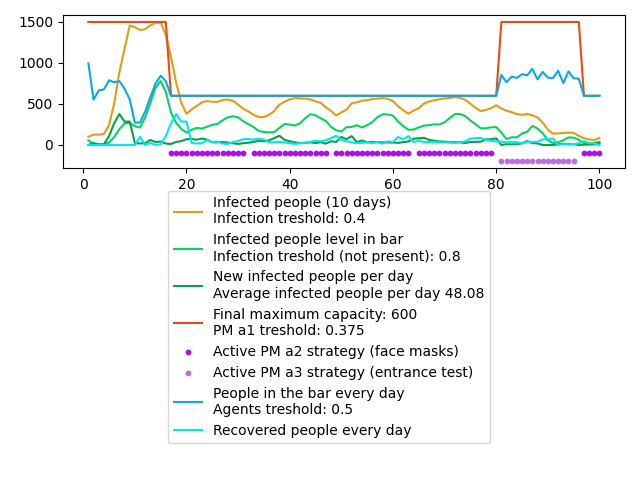 1500
1000
500
0
0 20 40 60 80 100
Infected people (10 days)
Infection treshold: 0.4
Infected people level in bar
Infection treshold (not present): 0.8
New infected people per day
Average infected people per day 48.08
Final maximum capacity: 600
PM a1 treshold: 0.375
Active PM a2 strategy (face masks)
Active PM a3 strategy (entrance test)
People in the bar every day
Agents treshold: 0.5
Recovered people every day